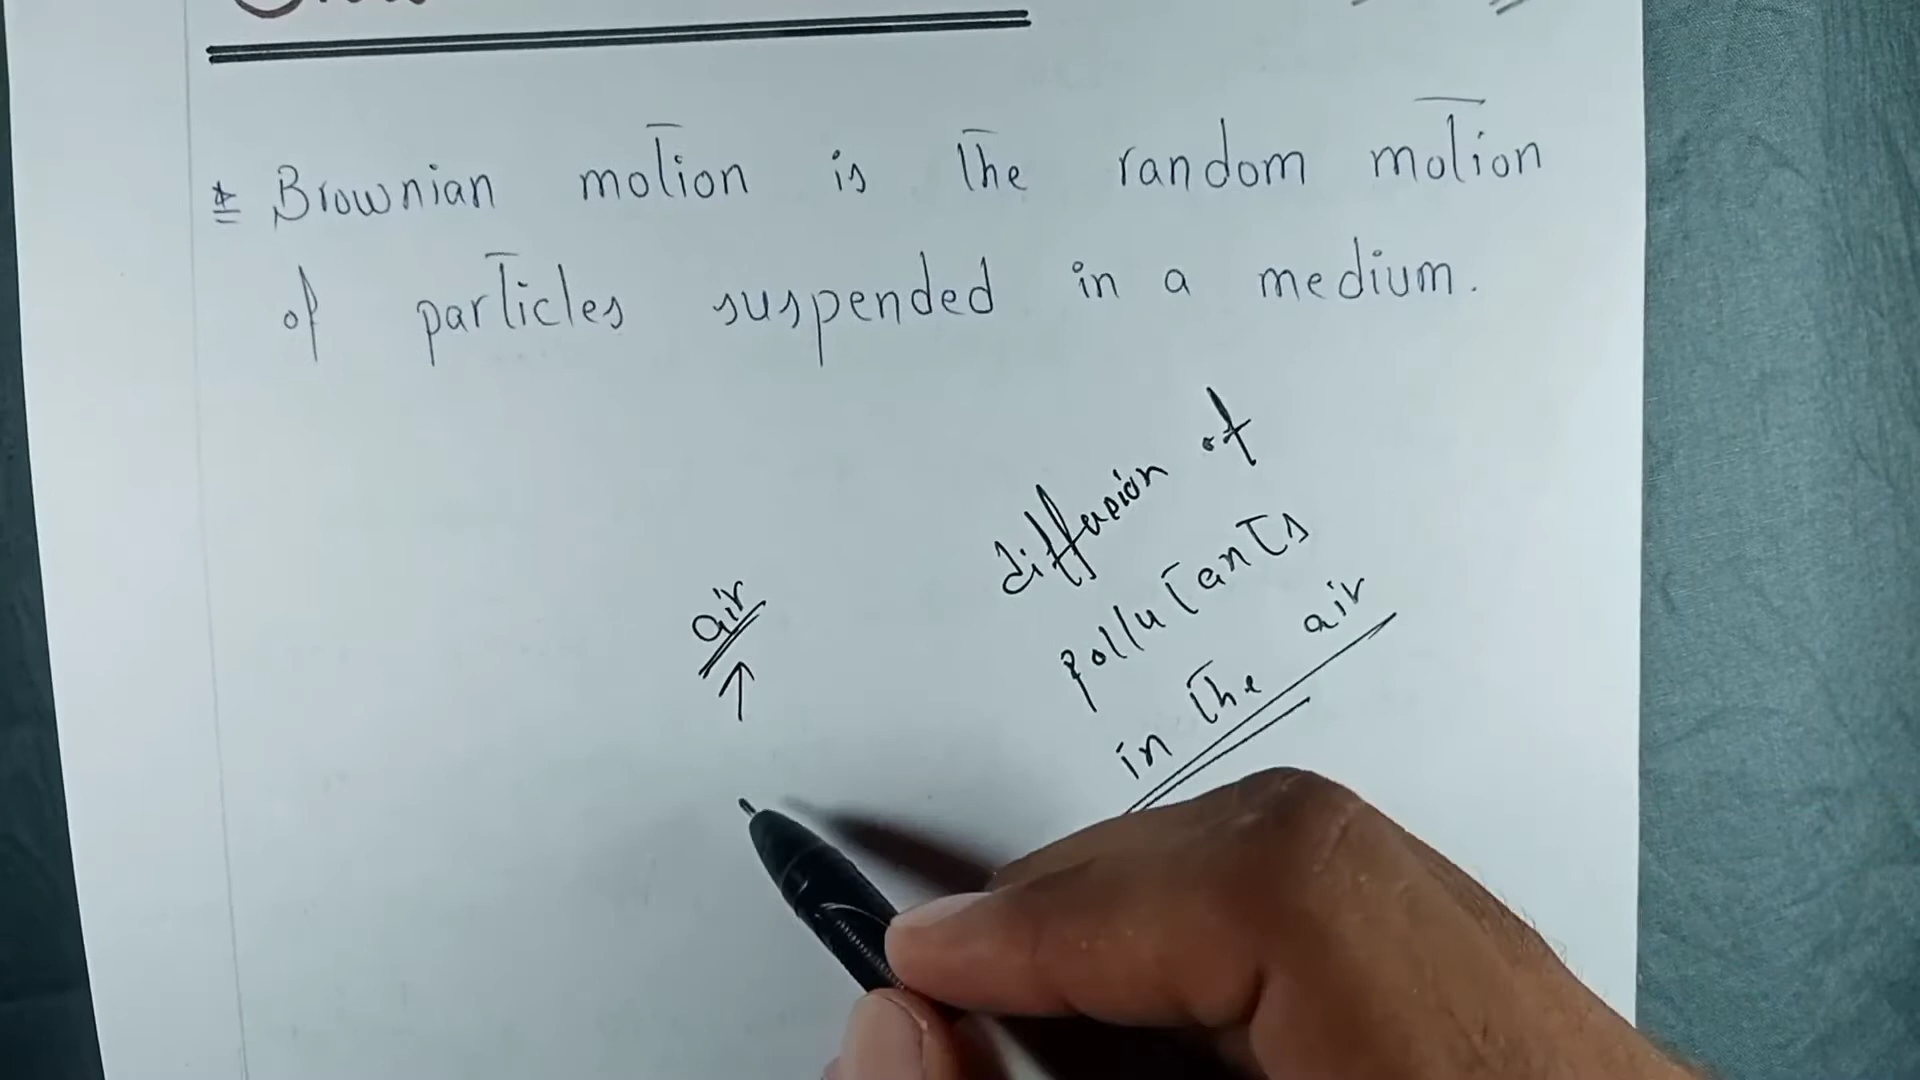 * Brownian motion is the random motion
of particles suspended in a medium.
diffusion of
pollutants
in the air
air